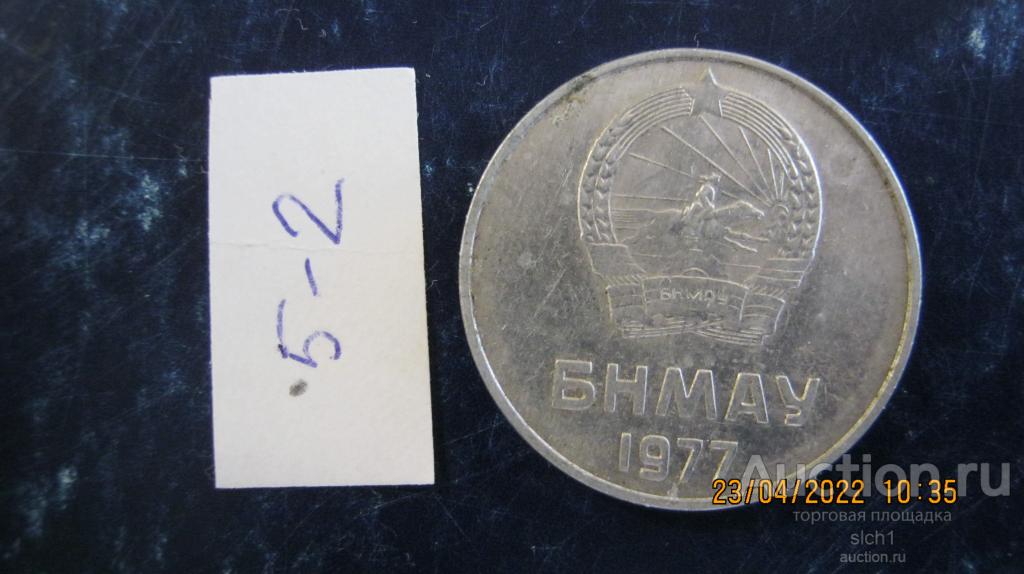 5-2
БНМАУ
БНМАУ
1977
Auction.ru
23/04/2022 10:35
торговая площадка
slch1
auction.ru